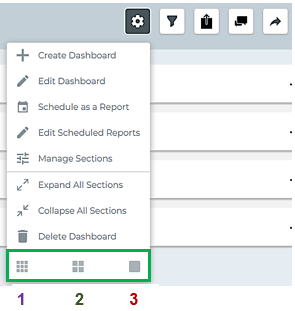 Create Dashboard
Edit Dashboard
Schedule as a Report
Edit Scheduled Reports
Manage Sections
Expand All Sections
Collapse All Sections
Delete Dashboard
1 2 3